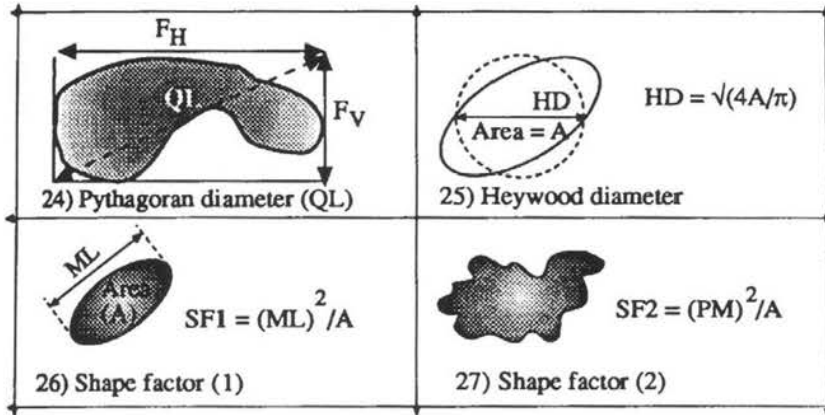 F_H
QL
F_V
24) Pythagoran diameter (QL)
HD
Area = A
HD = √(4A/π)
25) Heywood diameter
ML
Area
(A)
SF1 = (ML)²/A
26) Shape factor (1)
SF2 = (PM)²/A
27) Shape factor (2)